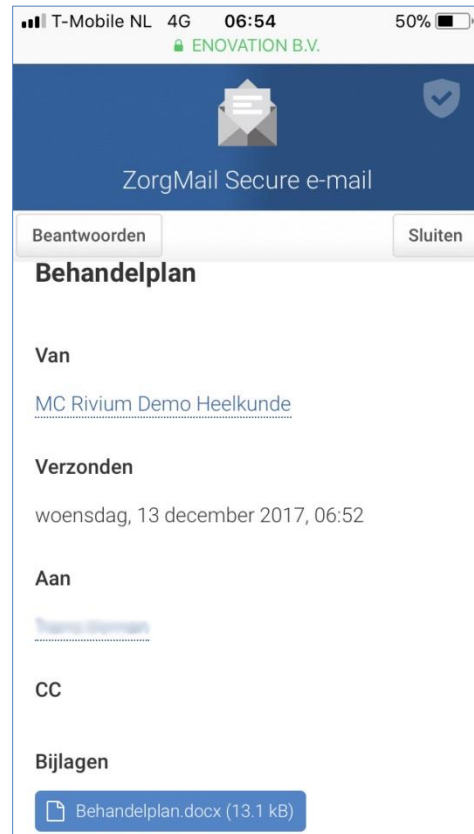 T-Mobile NL 4G 06:54 50%
ENOVATION B.V.
ZorgMail Secure e-mail
Beantwoorden Sluiten
Behandelplan
Van
MC Rivium Demo Heelkunde
Verzonden
woensdag, 13 december 2017, 06:52
Aan
CC
Bijlagen
Behandelplan.docx (13.1 kB)